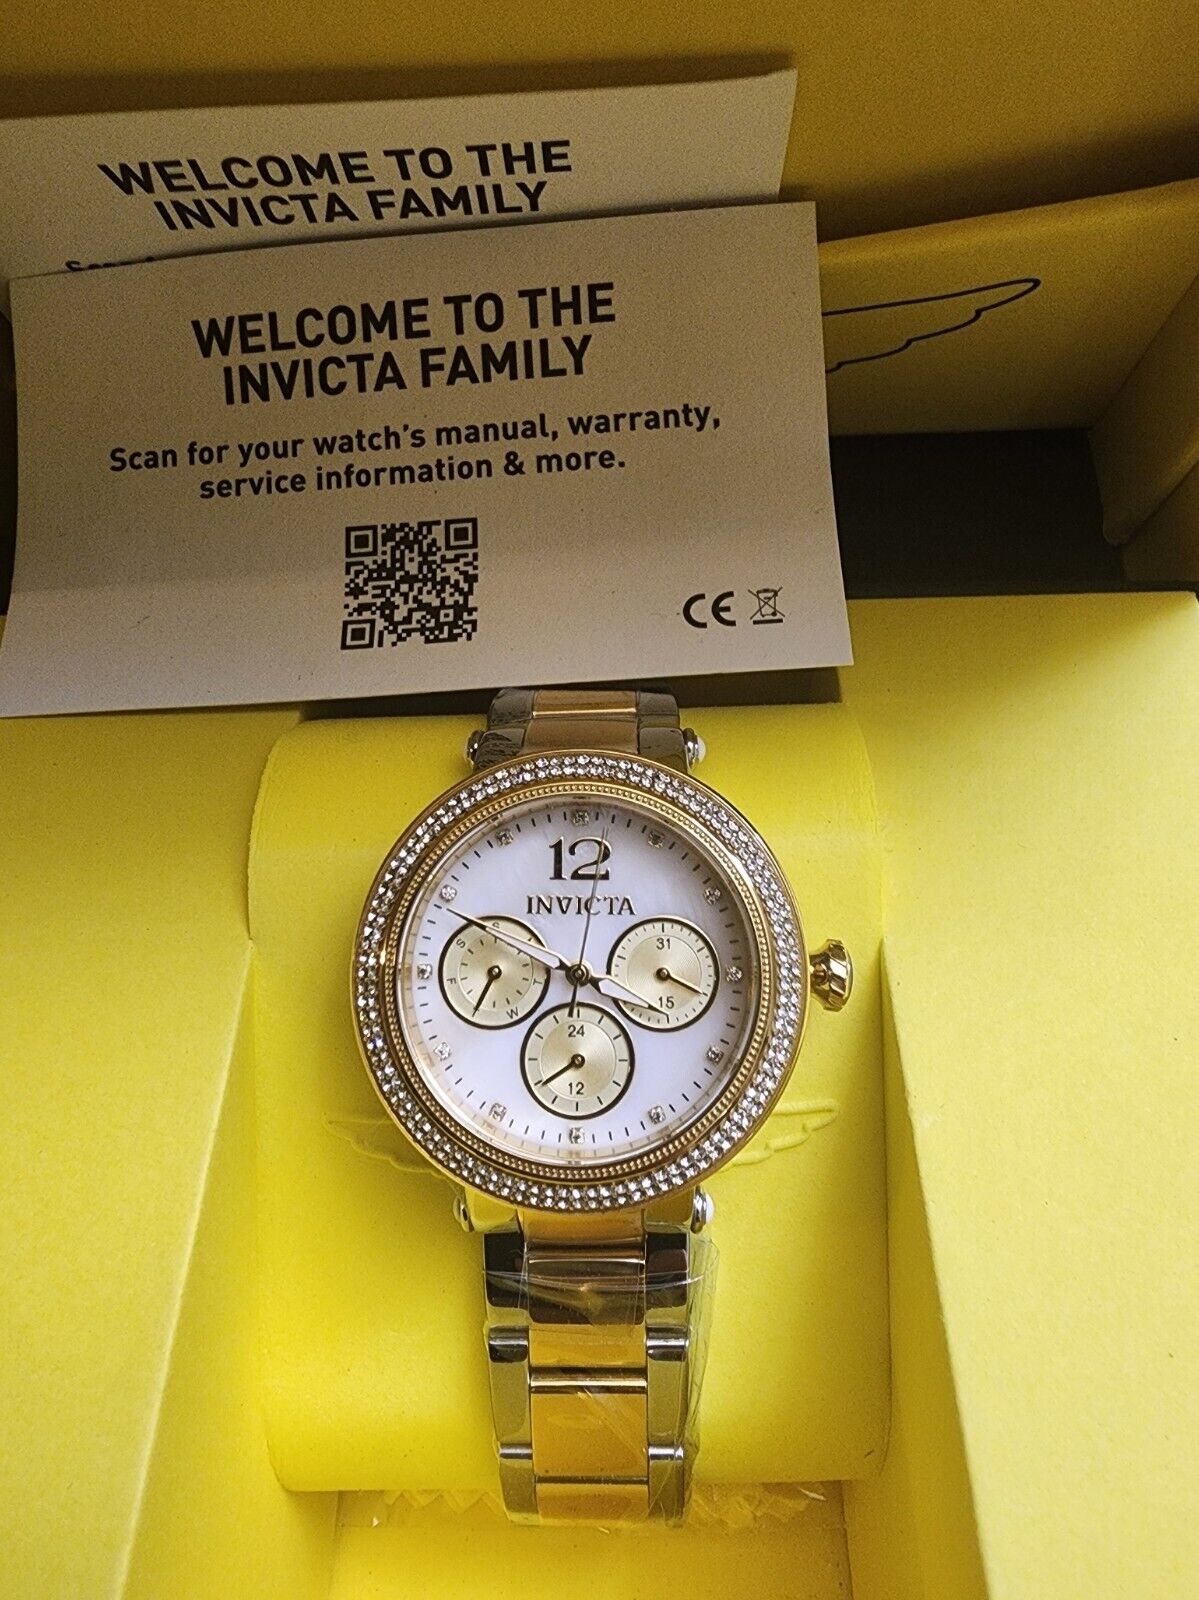 WELCOME TO THE
INVICTA FAMILY
WELCOME TO THE
INVICTA FAMILY
Scan for your watch's manual, warranty,
service information & more.
CE
12
INVICTA
S
S
F
W
T
31
15
24
12